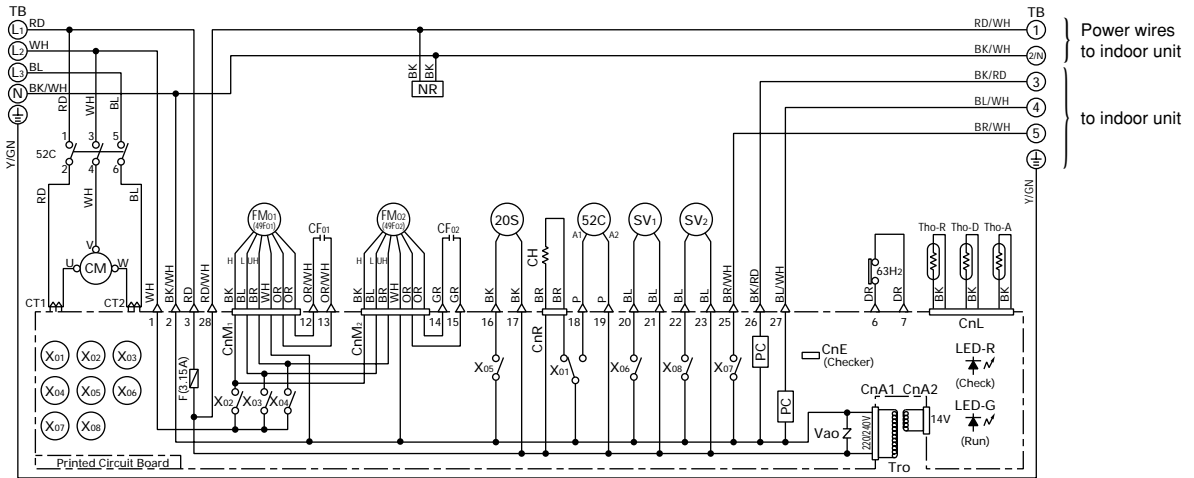 TB
L1 RD
L2 WH
L3 BL
N BK/WH
TB
RD/WH 1
BK/WH 2/N
BK/RD 3
BL/WH 4
BR/WH 5
Power wires
to indoor unit
to indoor unit
BK BK
NR
Y/GN
RD WH BL
1 3 5
52C
2 4 6
RD WH BL
V
U CM W
CT1 CT2
Y/GN
FM01
(49F01)
CF01
FM02
(49F02)
CF02
20S
CH
52C
A1 A2
SV1
SV2
63H2
Tho-R Tho-D Tho-A
H L UH
H L UH
WH BK/WH RD RD/WH
BK BL BR WH OR OR
OR/WH OR/WH
BK BL BR WH OR OR
GR GR
BK BL
BR BR
P P
BL BL
BL BL
BR/WH BK/RD BL/WH
DR DR
BK BK BK
1 2 3 28
CnM1
12 13
CnM2
14 15
16 17
CnR
18 19
20 21
22 23
25 26 27
6 7
CnL
X01 X02 X03
X04 X05 X06
X07 X08
F(3.15A)
X02 X03 X04
X05
X01
X06
X08
X07
PC
PC
CnE
(Checker)
LED-R
(Check)
LED-G
(Run)
CnA1 CnA2
220/240V
14V
Vao
Tro
Printed Circuit Board